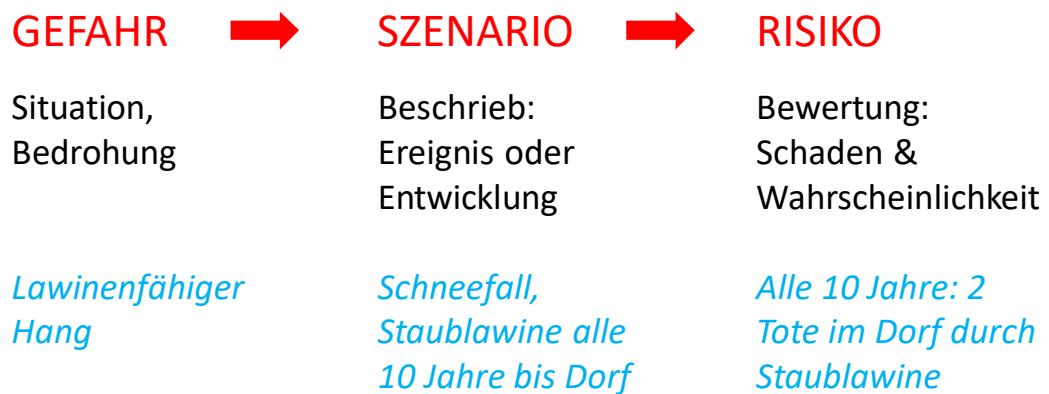 GEFAHR
Situation,
Bedrohung
Lawinenfähiger
Hang
SZENARIO
Beschrieb:
Ereignis oder
Entwicklung
Schneefall,
Staublawine alle
10 Jahre bis Dorf
RISIKO
Bewertung:
Schaden &
Wahrscheinlichkeit
Alle 10 Jahre: 2
Tote im Dorf durch
Staublawine